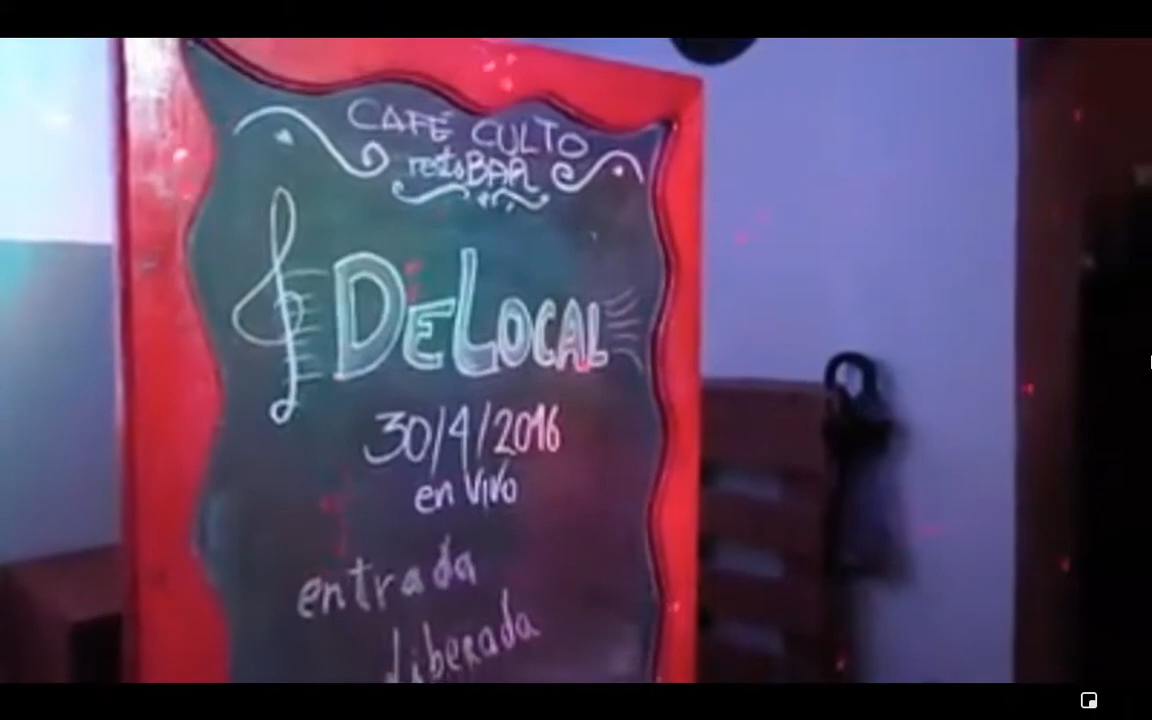 CAFÉ CULTO
restoBAR
DELOCAL
30/4/2016
en Vivo
entrada
liberada